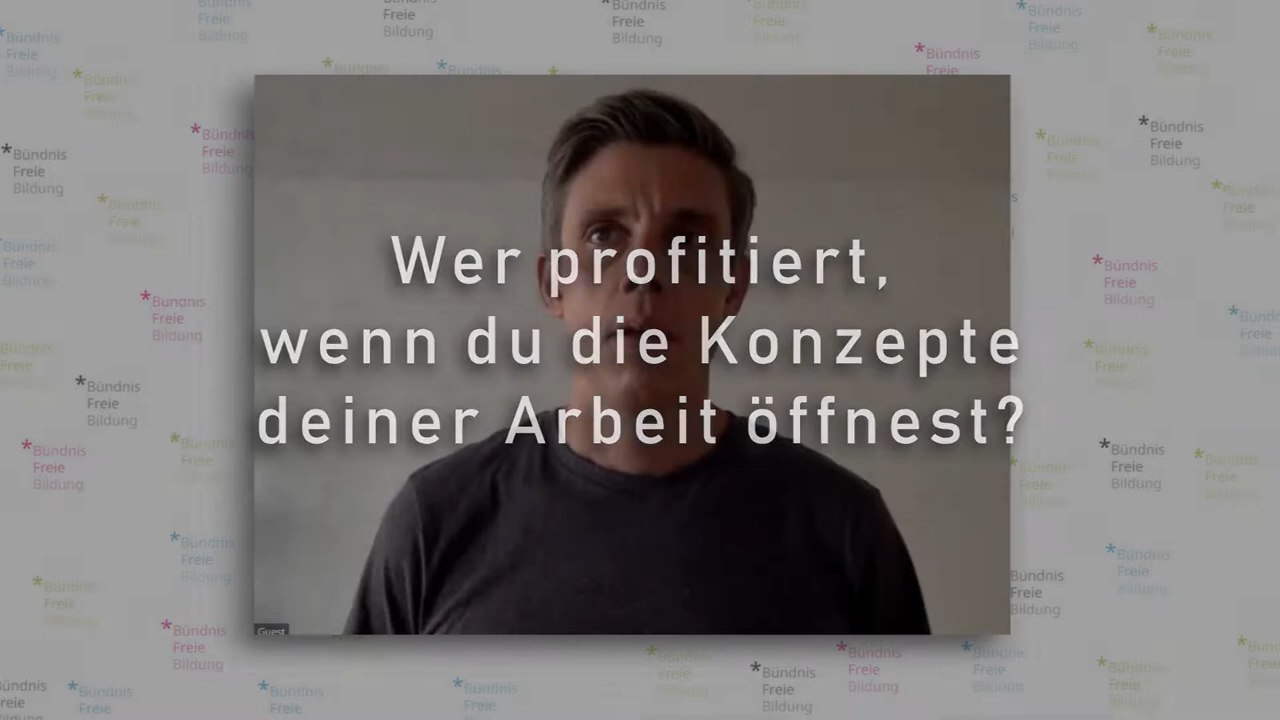 Wer profitiert,
wenn du die Konzepte
deiner Arbeit öffnest?
Guest
*Bündnis
Freie
Bildung